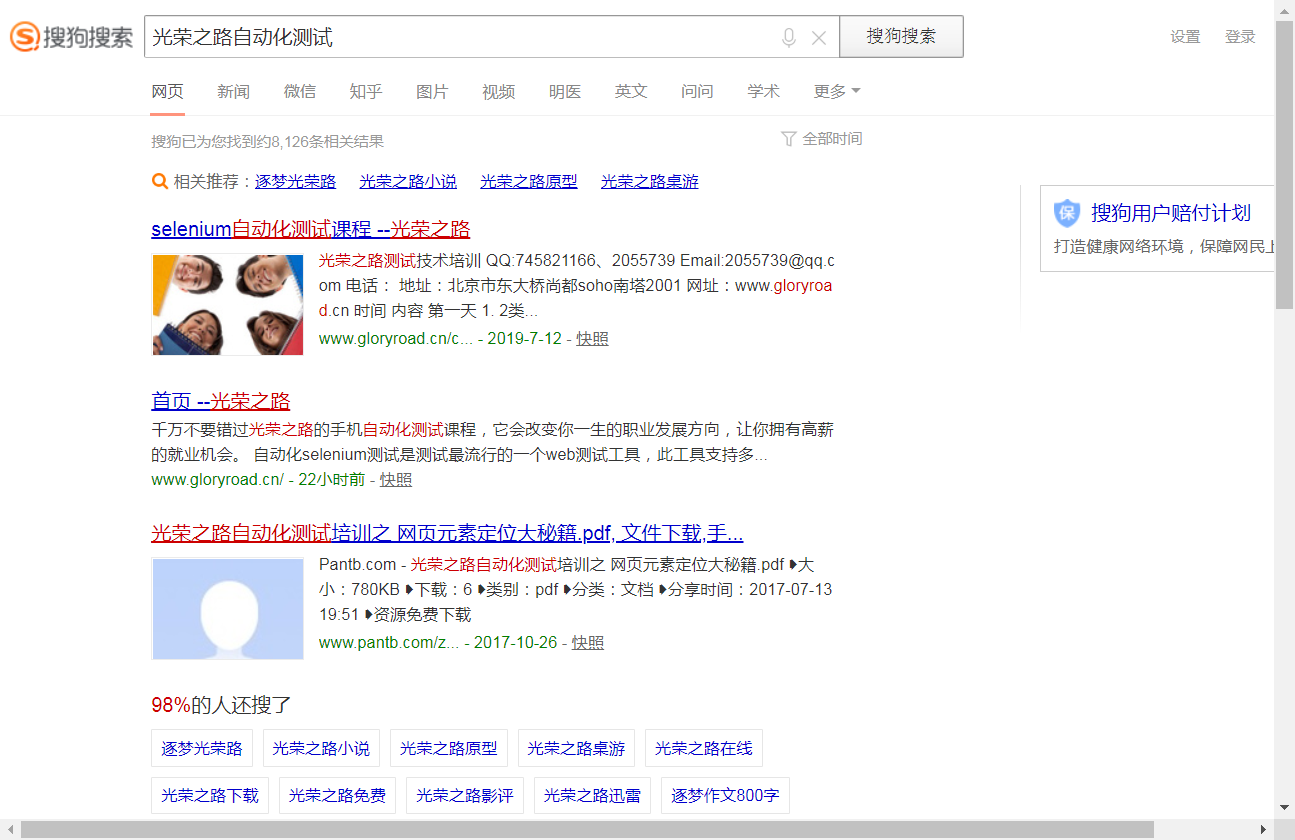 搜狗搜索 光荣之路自动化测试 搜狗搜索 设置 登录
网页 新闻 微信 知乎 图片 视频 明医 英文 问问 学术 更多
搜狗已为您找到约8,126条相关结果 全部时间
相关推荐：逐梦光荣路 光荣之路小说 光荣之路原型 光荣之路桌游
保 搜狗用户赔付计划
打造健康网络环境，保障网民上
selenium自动化测试课程 --光荣之路
光荣之路测试技术培训| QQ:745821166、2055739 Email:2055739@qq.c
om 电话： 地址：北京市东大桥尚都soho南塔2001 网址：www.gloryroa
d.cn 时间 内容 第一天 1. 2类...
www.gloryroad.cn/c... - 2019-7-12 - 快照
首页 --光荣之路
千万不要错过光荣之路的手机自动化测试课程，它会改变你一生的职业发展方向，让你拥有高薪
的就业机会。 自动化selenium测试是测试最流行的一个web测试工具，此工具支持多...
www.gloryroad.cn/ - 22小时前 - 快照
光荣之路自动化测试培训之 网页元素定位大秘籍.pdf, 文件下载,手...
Pantb.com - 光荣之路自动化测试培训之 网页元素定位大秘籍.pdf ❥大
小：780KB ❥下载：6 ❥类别：pdf ❥分类：文档 ❥分享时间：2017-07-13
19:51 ❥资源免费下载
www.pantb.com/z... - 2017-10-26 - 快照
98%的人还搜了
逐梦光荣路 光荣之路小说 光荣之路原型 光荣之路桌游 光荣之路在线
光荣之路下载 光荣之路免费 光荣之路影评 光荣之路迅雷 逐梦作文800字